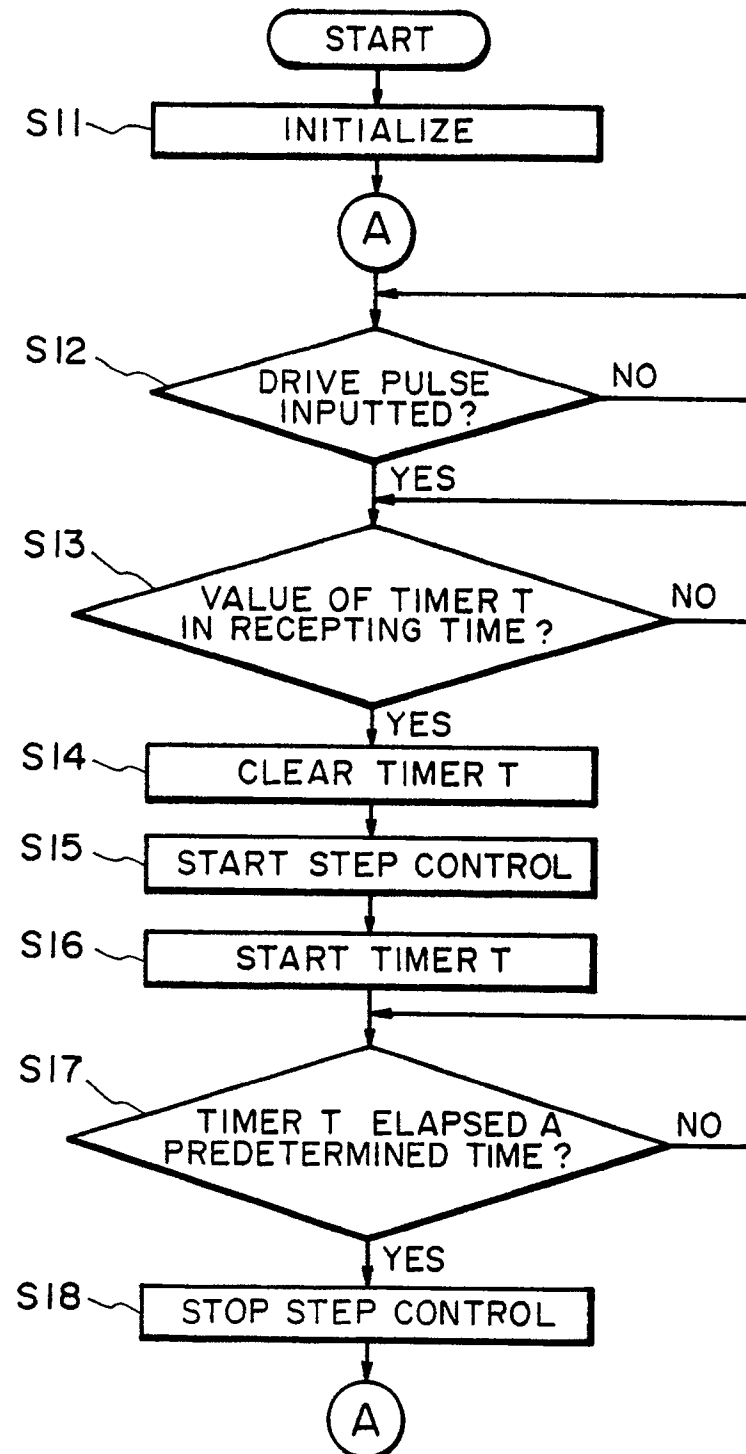 START
S11
INITIALIZE
A
S12
DRIVE PULSE
INPUTTED?
NO
YES
S13
VALUE OF TIMER T
IN RECEPTING TIME?
NO
YES
S14
CLEAR TIMER T
S15
START STEP CONTROL
S16
START TIMER T
S17
TIMER T ELAPSED A
PREDETERMINED TIME?
NO
YES
S18
STOP STEP CONTROL
A